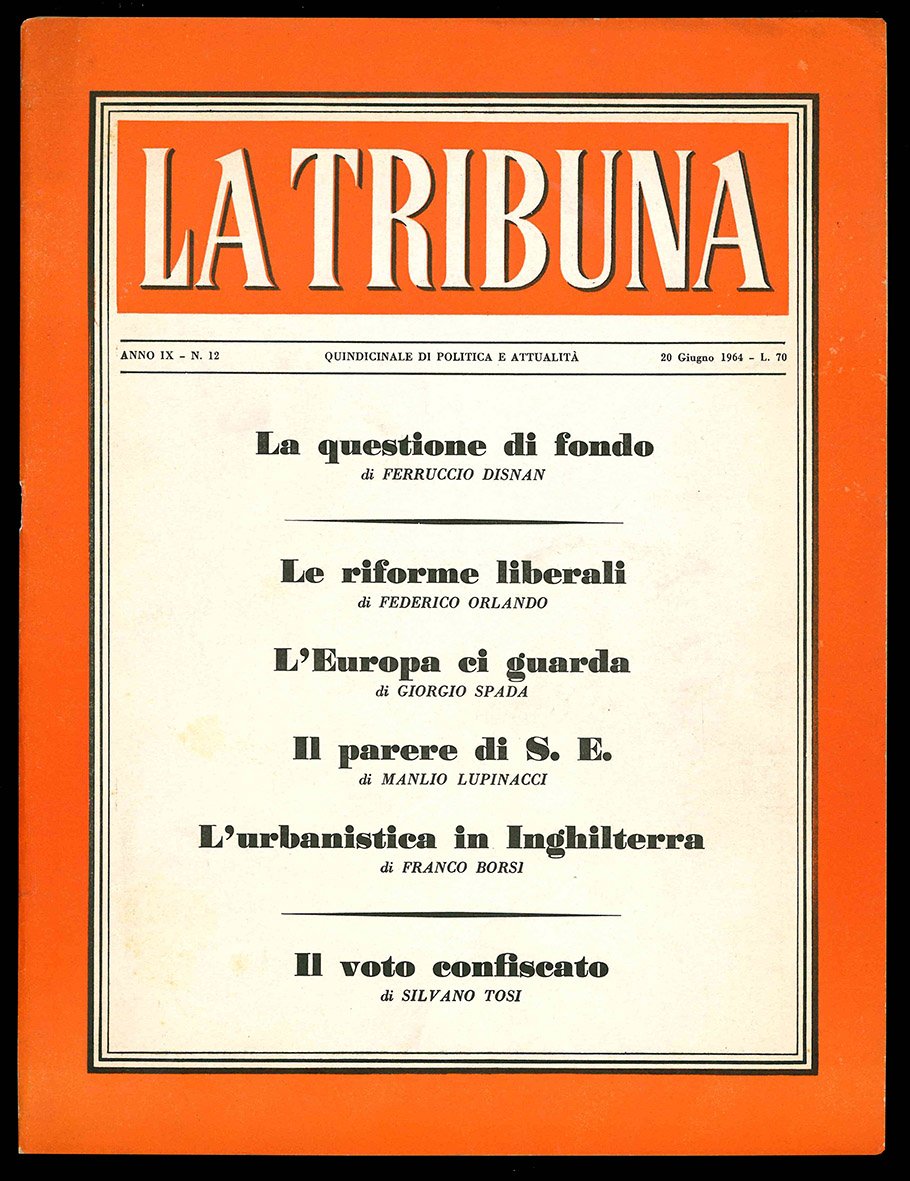 LA TRIBUNA
ANNO IX - N. 12 QUINDICINALE DI POLITICA E ATTUALITÀ 20 Giugno 1964 - L. 70
La questione di fondo
di FERRUCCIO DISNAN
Le riforme liberali
di FEDERICO ORLANDO
L'Europa ci guarda
di GIORGIO SPADA
Il parere di S. E.
di MANLIO LUPINACCI
L'urbanistica in Inghilterra
di FRANCO BORSI
Il voto confiscato
di SILVANO TOSI